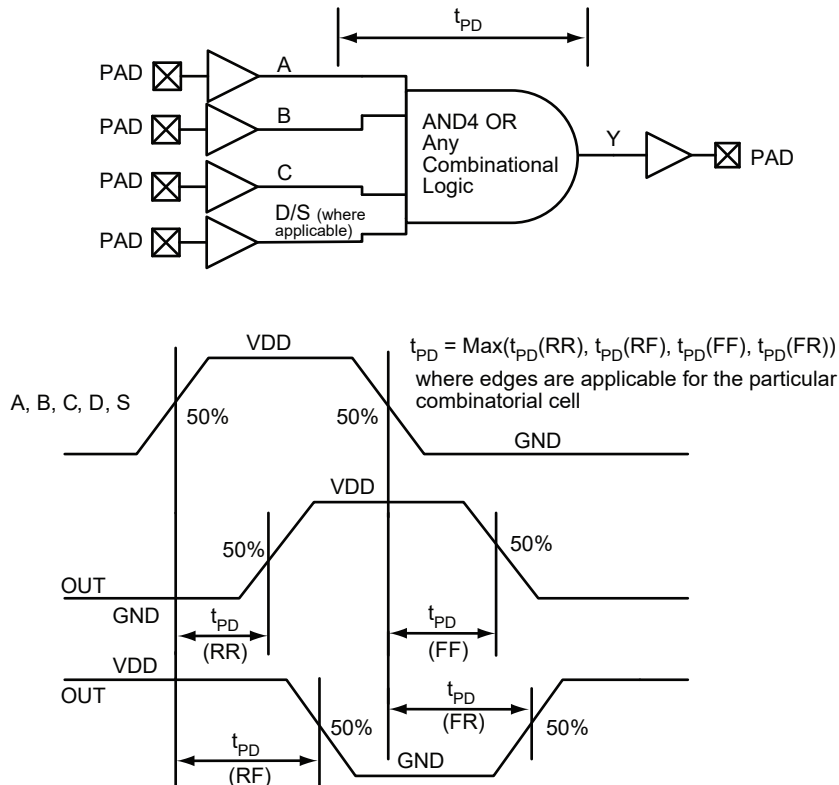 tPD
PAD
A
PAD
B
PAD
C
PAD
D/S (where
applicable)
AND4 OR
Any
Combinational
Logic
Y
PAD
tPD = Max(tPD(RR), tPD(RF), tPD(FF), tPD(FR))
where edges are applicable for the particular
combinatorial cell
VDD
A, B, C, D, S
50%
50%
GND
VDD
50%
50%
OUT
GND
tPD
(RR)
tPD
(FF)
VDD
OUT
50%
tPD
(RF)
tPD
(FR)
50%
GND